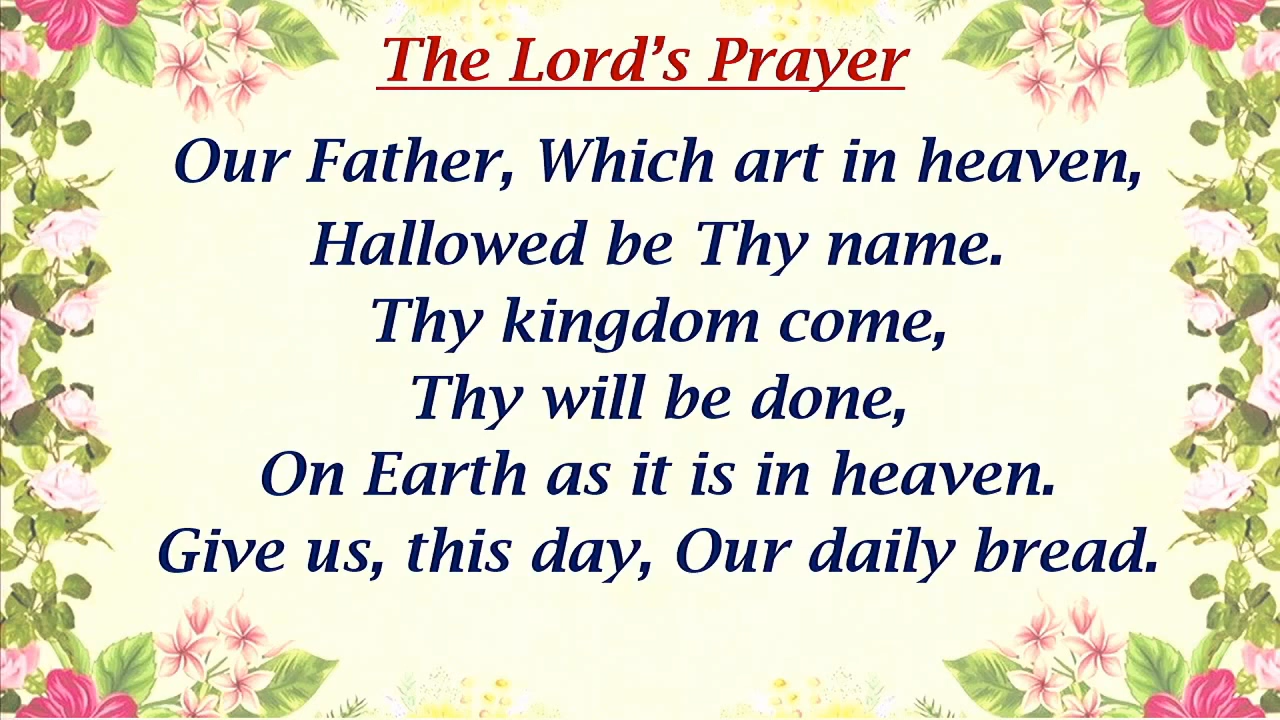 The Lord’s Prayer
Our Father, Which art in heaven,
Hallowed be Thy name.
Thy kingdom come,
Thy will be done,
On Earth as it is in heaven.
Give us, this day, Our daily bread.